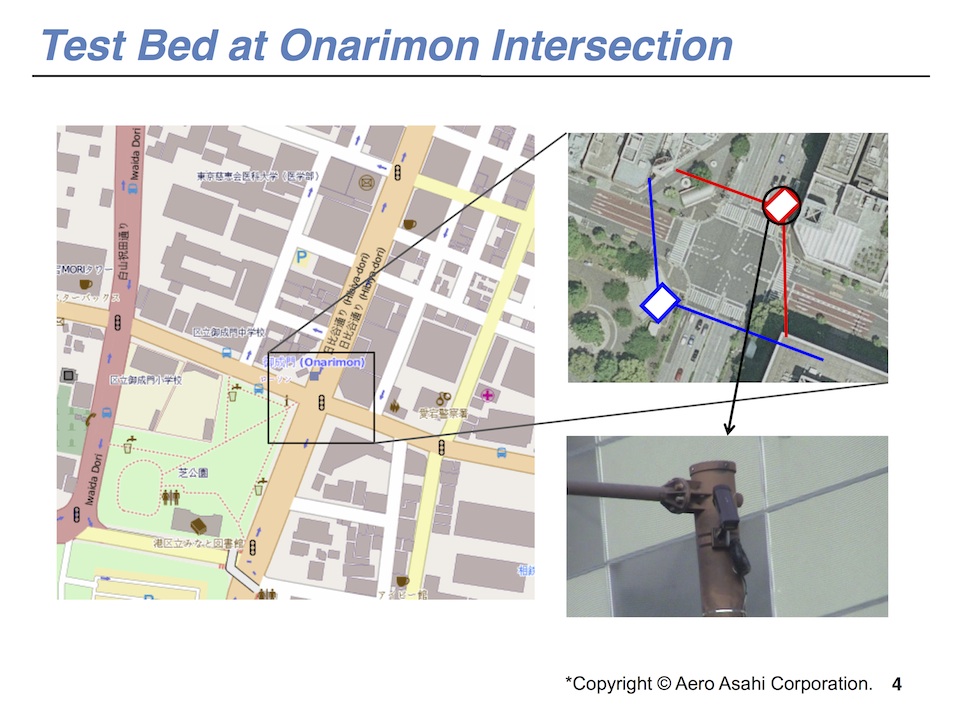 Test Bed at Onarimon Intersection
Iwaida Dori
東京慈恵会医科大学 (医学部)
白山祝田通り
日比谷通り (Hibiya-dori)
日比谷通り (Hibiya-dori)
P
MORIタワー
スターバックス
区立御成門中学校
御成門 (Onarimon)
区立御成門小学校
愛宕警察署
Iwaida Dori
芝公園
港区立みなと図書館
P
*Copyright © Aero Asahi Corporation.
4